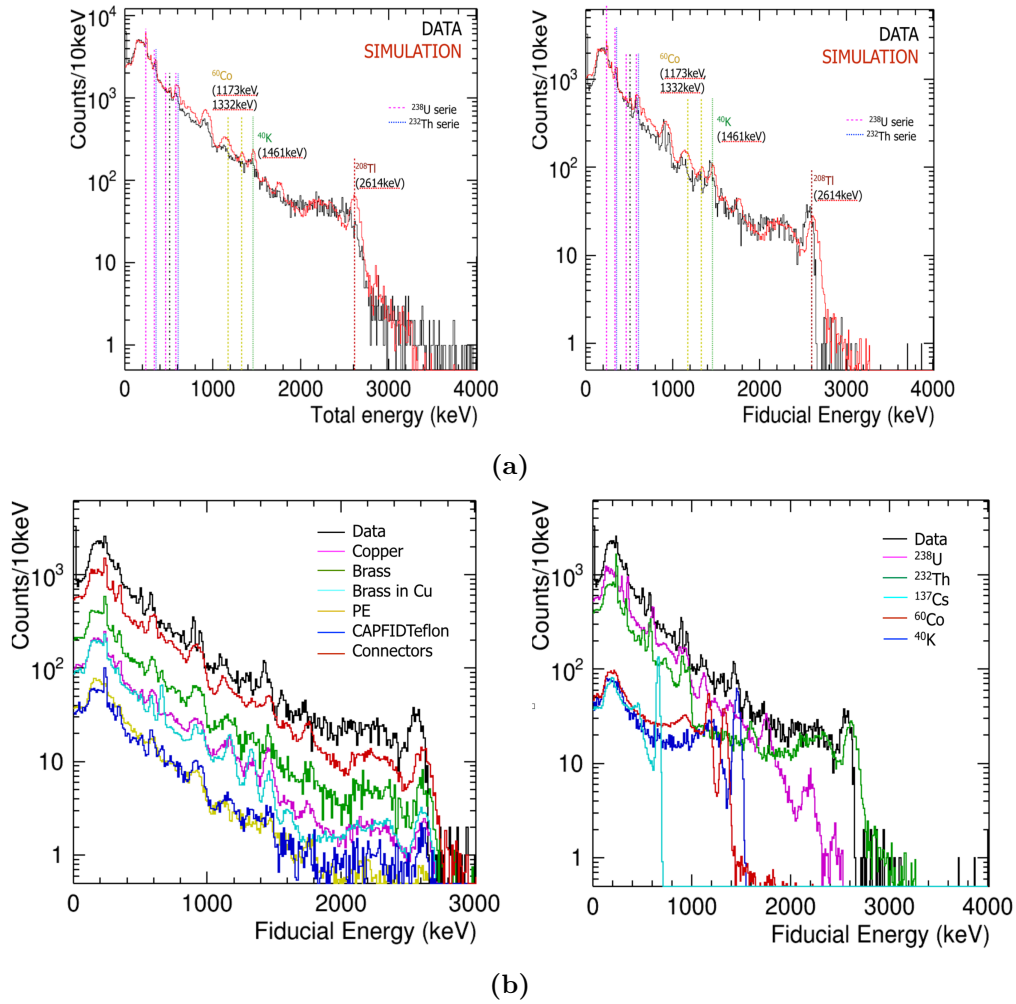 Counts/10keV
10⁴
10³
10²
10
1
0 1000 2000 3000 4000
Total energy (keV)
DATA
SIMULATION
⁶⁰Co
(1173keV,
1332keV)
⁴⁰K
(1461keV)
²⁰⁸Tl
(2614keV)
²³⁸U serie
²³²Th serie
Counts/10keV
10³
10²
10
1
0 1000 2000 3000 4000
Fiducial Energy (keV)
DATA
SIMULATION
⁶⁰Co
(1173keV,
1332keV)
⁴⁰K
(1461keV)
²⁰⁸Tl
(2614keV)
²³⁸U serie
²³²Th serie
(a)
Counts/10keV
10³
10²
10
1
0 1000 2000 3000
Fiducial Energy (keV)
Data
Copper
Brass
Brass in Cu
PE
CAPFIDTeflon
Connectors
Counts/10keV
10³
10²
10
1
0 1000 2000 3000 4000
Fiducial Energy (keV)
Data
²³⁸U
²³²Th
¹³⁷Cs
⁶⁰Co
⁴⁰K
(b)